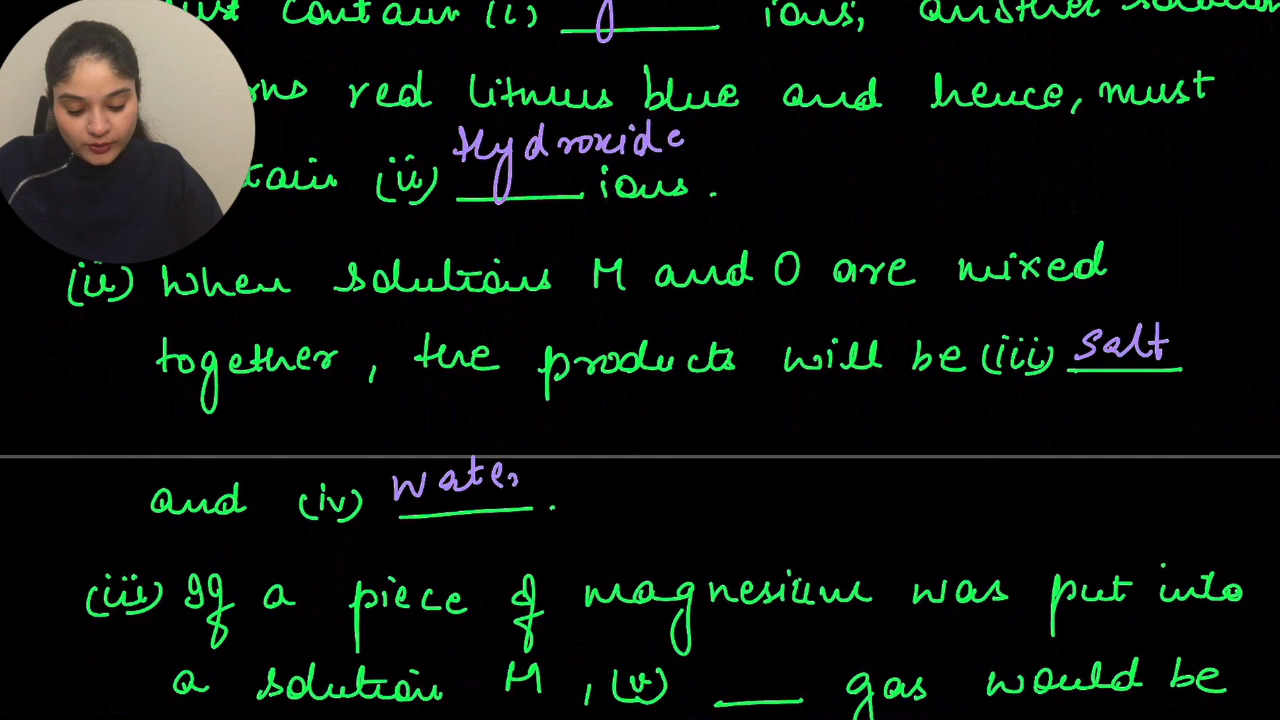 contain (i) ions, another
red litmus blue and hence, must
Hydroxide
(ii) ions.
(ii) When solutions M and O are mixed
together, the products will be (iii) salt
and (iv) water.
(iii) If a piece of magnesium was put into
a solution M, (v) ___ gas would be